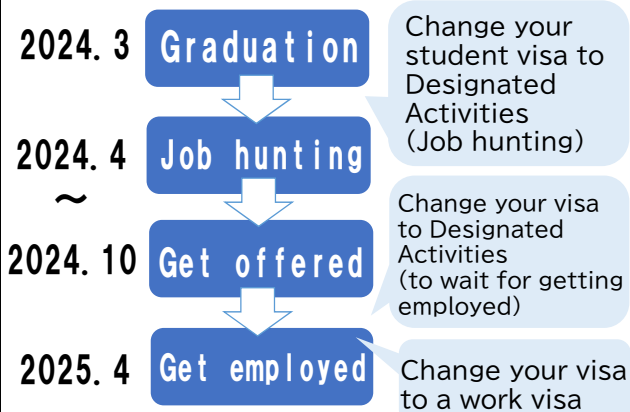 2024. 3
Graduation
Change your
student visa to
Designated
Activities
(Job hunting)
2024. 4
Job hunting
～
2024. 10
Get offered
Change your visa
to Designated
Activities
(to wait for getting
employed)
2025. 4
Get employed
Change your visa
to a work visa